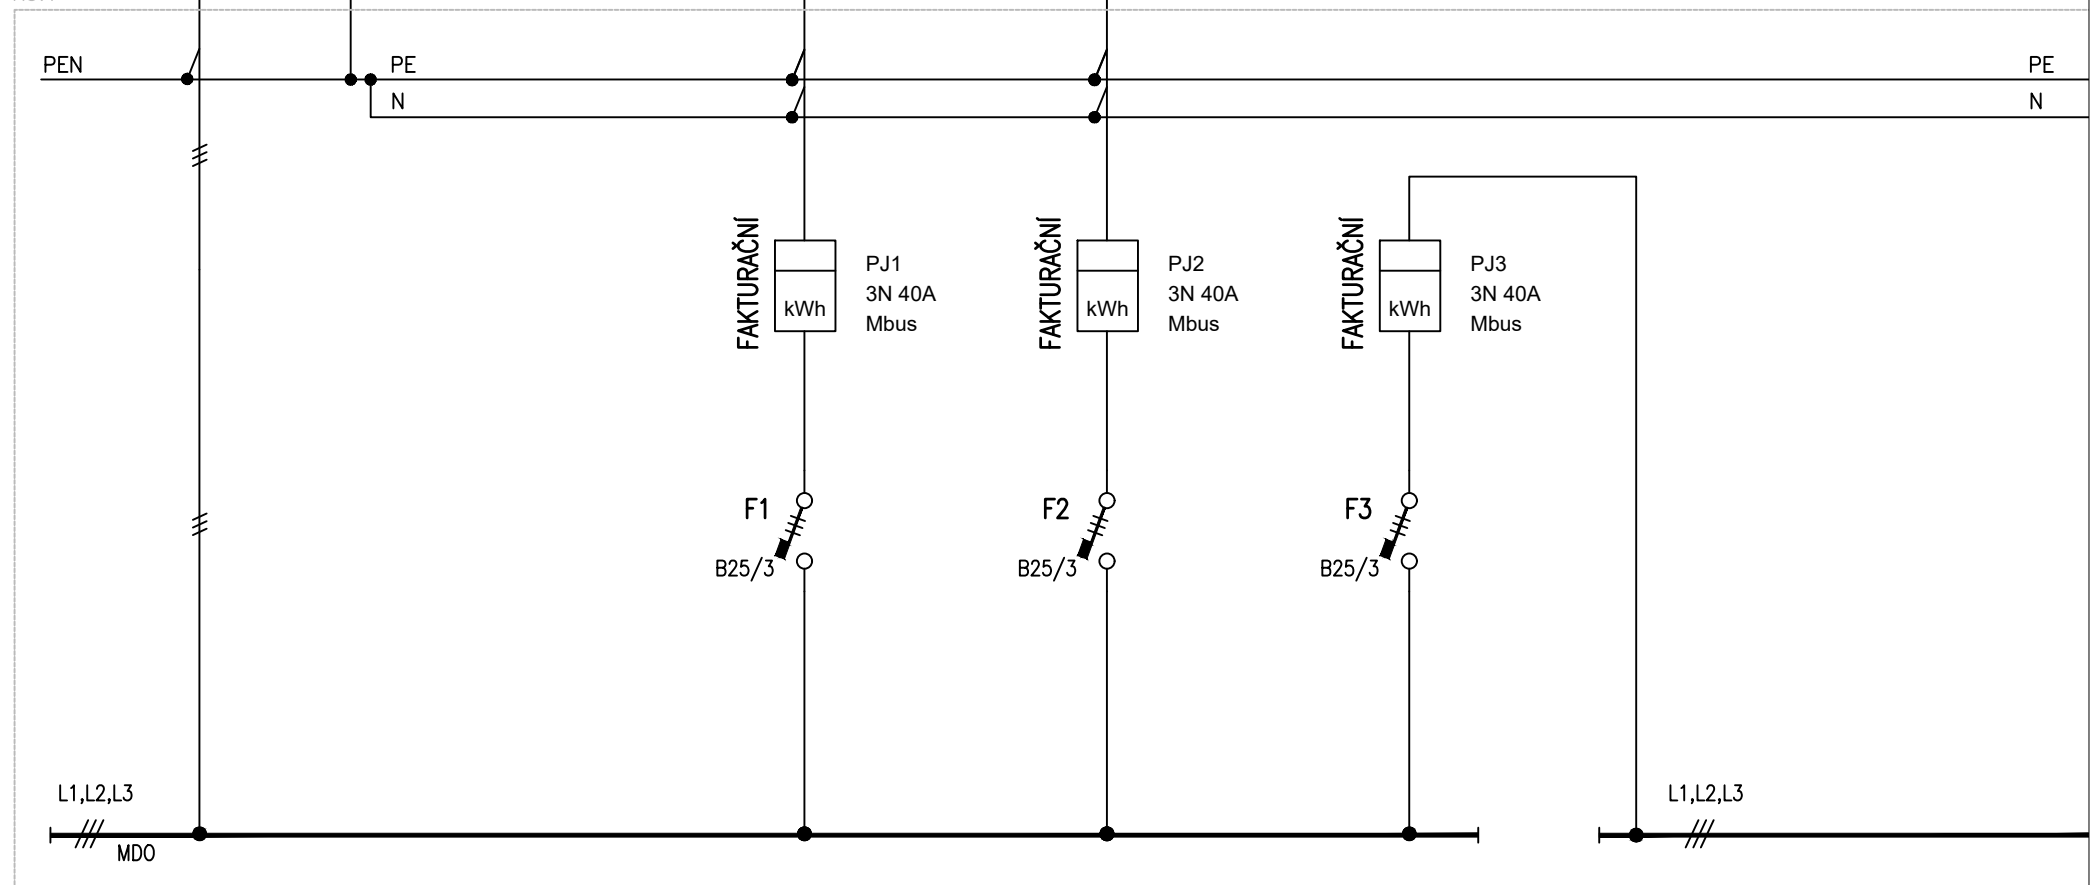 PEN
PE
PE
N
N
FAKTURAČNÍ
PJ1
3N 40A
Mbus
kWh
FAKTURAČNÍ
PJ2
3N 40A
Mbus
kWh
FAKTURAČNÍ
PJ3
3N 40A
Mbus
kWh
F1
B25/3
F2
B25/3
F3
B25/3
L1,L2,L3
L1,L2,L3
MDO